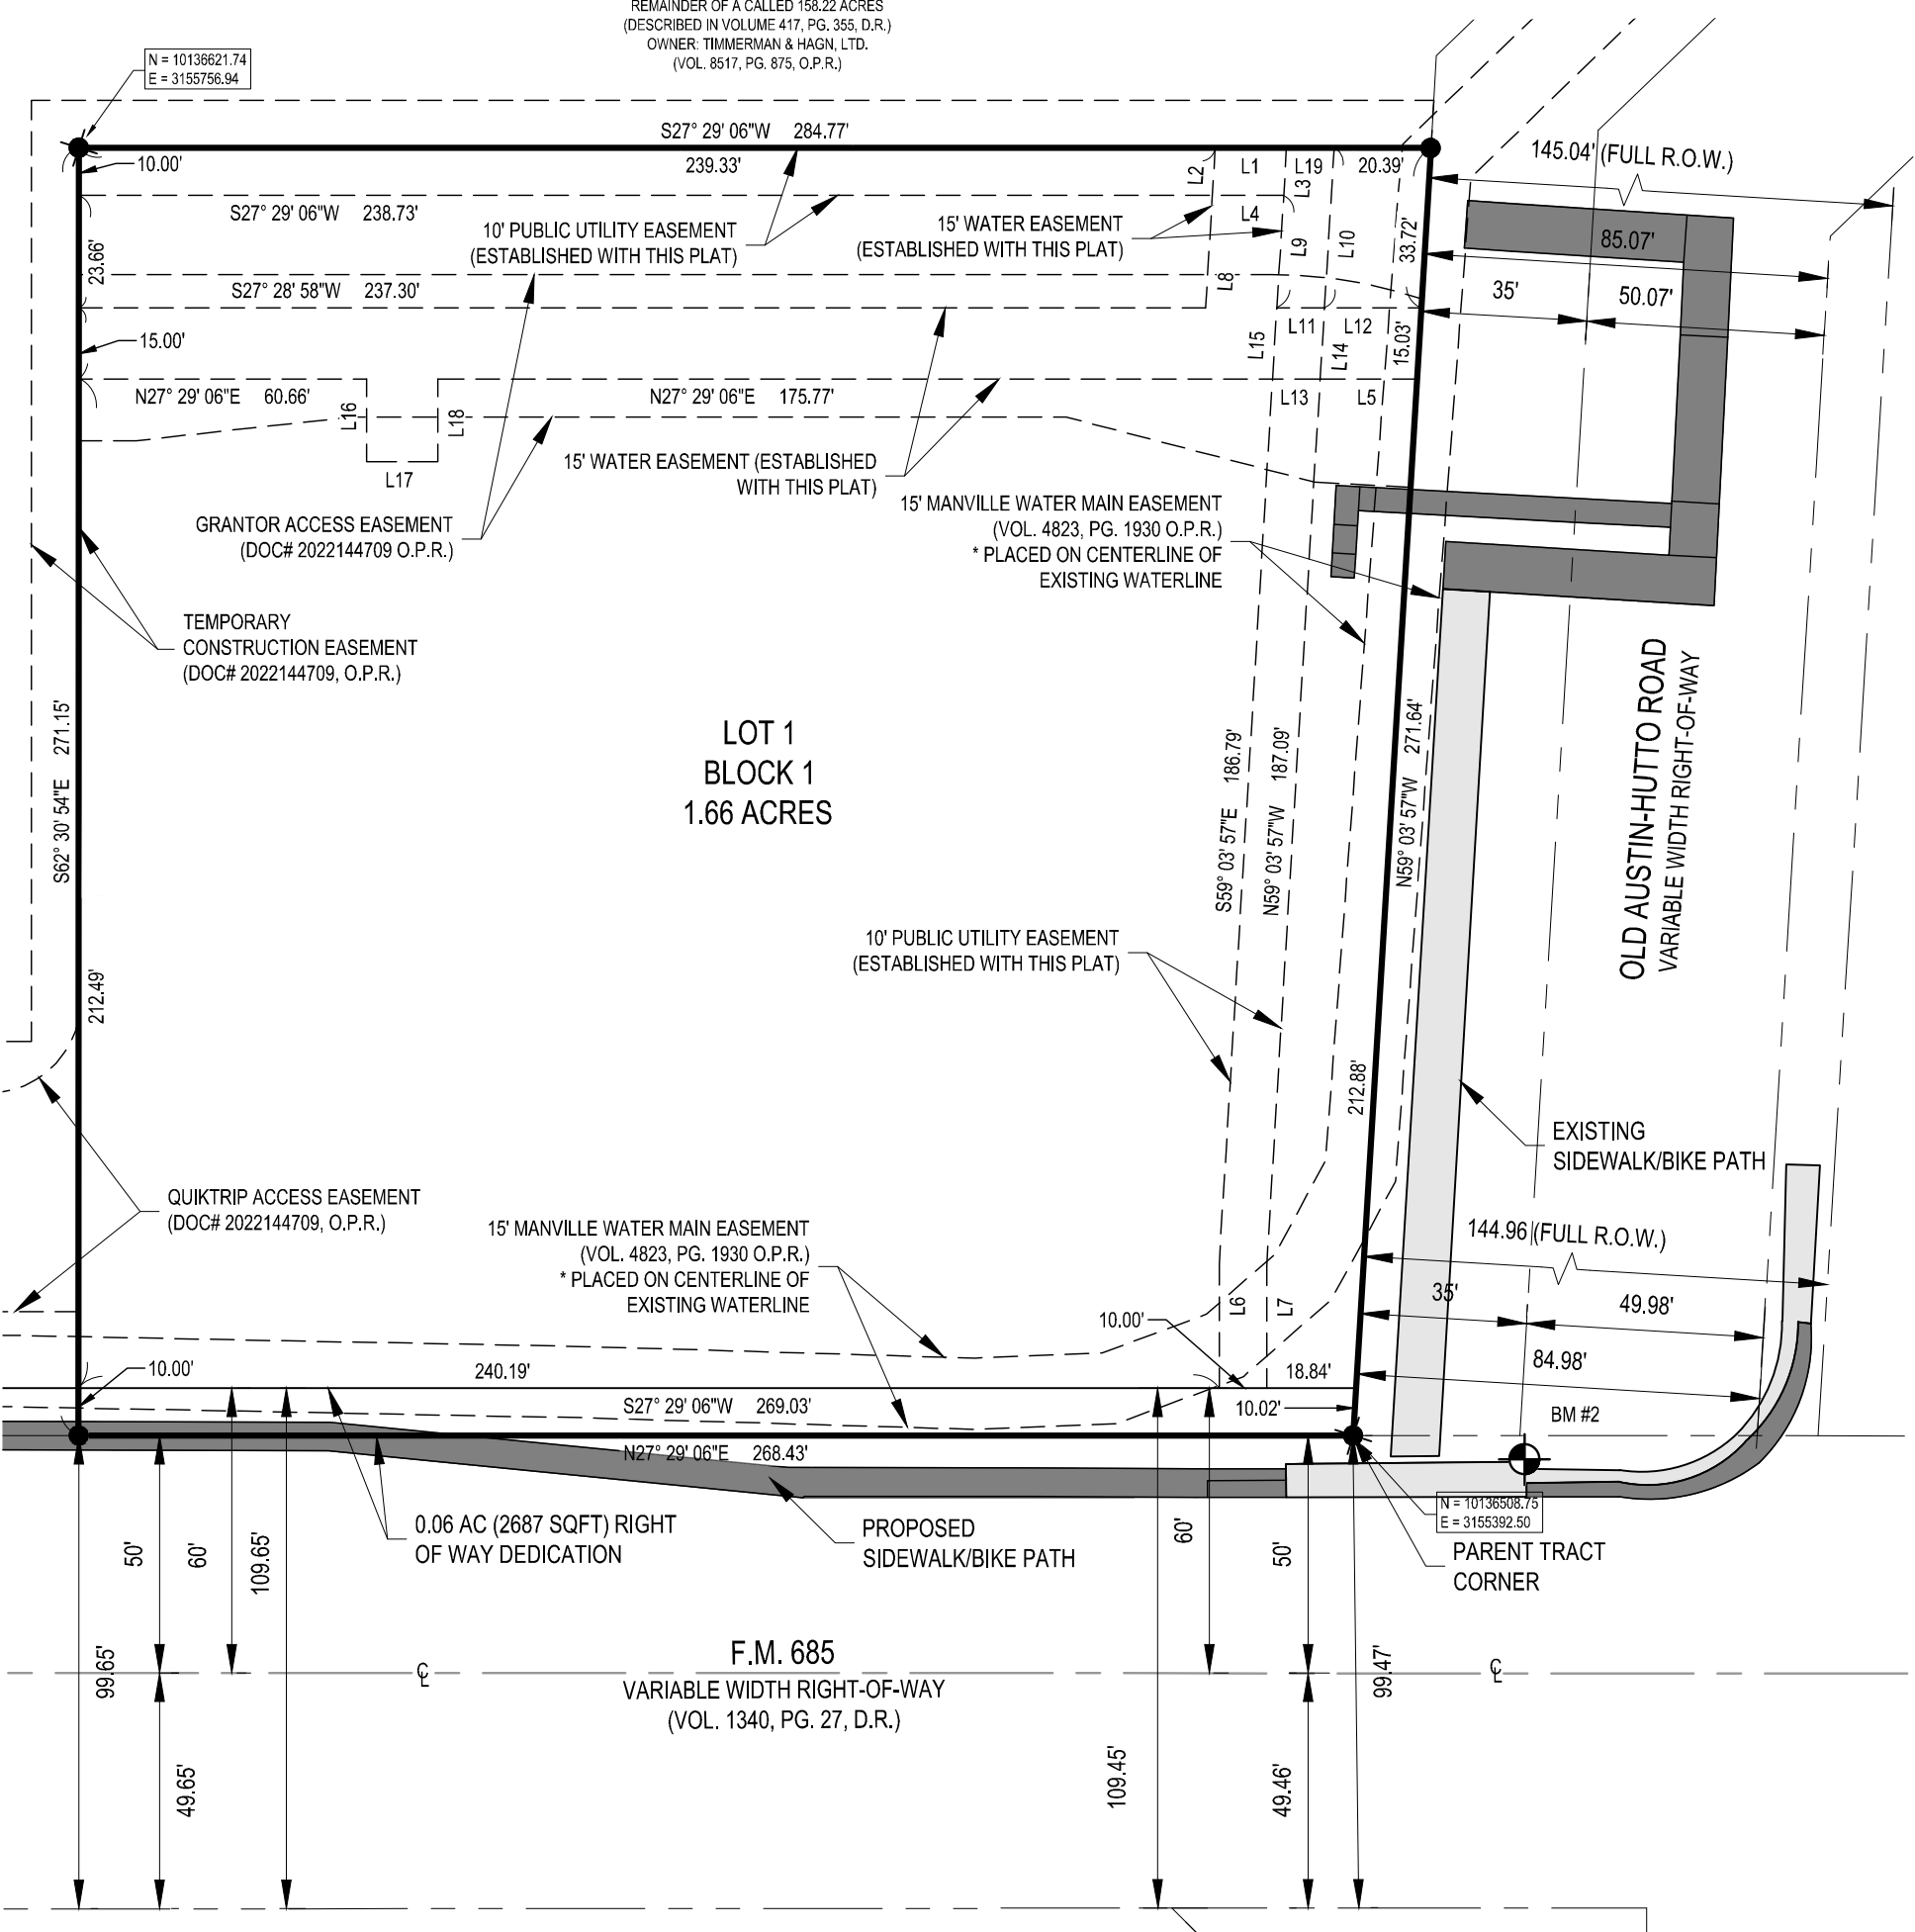 REMAINDER OF A CALLED 158.22 ACRES
(DESCRIBED IN VOLUME 417, PG. 355, D.R.)
OWNER: TIMMERMAN & HAGN, LTD.
(VOL. 8517, PG. 875, O.P.R.)
N = 10136621.74
E = 3155756.94
S27° 29' 06"W 284.77'
10.00'
239.33'
L2
L1
L19
L3
20.39'
145.04' (FULL R.O.W.)
S27° 29' 06"W 238.73'
10' PUBLIC UTILITY EASEMENT
(ESTABLISHED WITH THIS PLAT)
15' WATER EASEMENT
(ESTABLISHED WITH THIS PLAT)
L4
L9
L10
33.72'
85.07'
23.66'
S27° 28' 58"W 237.30'
L8
35'
50.07'
15.00'
L15
L11
L12
L14
15.03'
N27° 29' 06"E 60.66'
L16
L18
N27° 29' 06"E 175.77'
L13
L5
L17
15' WATER EASEMENT (ESTABLISHED
WITH THIS PLAT)
GRANTOR ACCESS EASEMENT
(DOC# 2022144709 O.P.R.)
15' MANVILLE WATER MAIN EASEMENT
(VOL. 4823, PG. 1930 O.P.R.)
* PLACED ON CENTERLINE OF
EXISTING WATERLINE
TEMPORARY
CONSTRUCTION EASEMENT
(DOC# 2022144709, O.P.R.)
S62° 30' 54"E 271.15'
LOT 1
BLOCK 1
1.66 ACRES
S59° 03' 57"E 186.79'
N59° 03' 57"W 187.09'
N59° 03' 57"W 271.64'
OLD AUSTIN-HUTTO ROAD
VARIABLE WIDTH RIGHT-OF-WAY
212.49'
10' PUBLIC UTILITY EASEMENT
(ESTABLISHED WITH THIS PLAT)
212.88'
EXISTING
SIDEWALK/BIKE PATH
QUIKTRIP ACCESS EASEMENT
(DOC# 2022144709, O.P.R.)
15' MANVILLE WATER MAIN EASEMENT
(VOL. 4823, PG. 1930 O.P.R.)
* PLACED ON CENTERLINE OF
EXISTING WATERLINE
L6
L7
144.96 (FULL R.O.W.)
35'
49.98'
10.00'
10.00'
240.19'
18.84'
84.98'
S27° 29' 06"W 269.03'
10.02'
BM #2
N27° 29' 06"E 268.43'
N = 10136508.75
E = 3155392.50
0.06 AC (2687 SQFT) RIGHT
OF WAY DEDICATION
PROPOSED
SIDEWALK/BIKE PATH
PARENT TRACT
CORNER
50'
60'
109.65'
60'
50'
99.65'
F.M. 685
VARIABLE WIDTH RIGHT-OF-WAY
(VOL. 1340, PG. 27, D.R.)
CL
CL
99.47'
49.65'
109.45'
49.46'